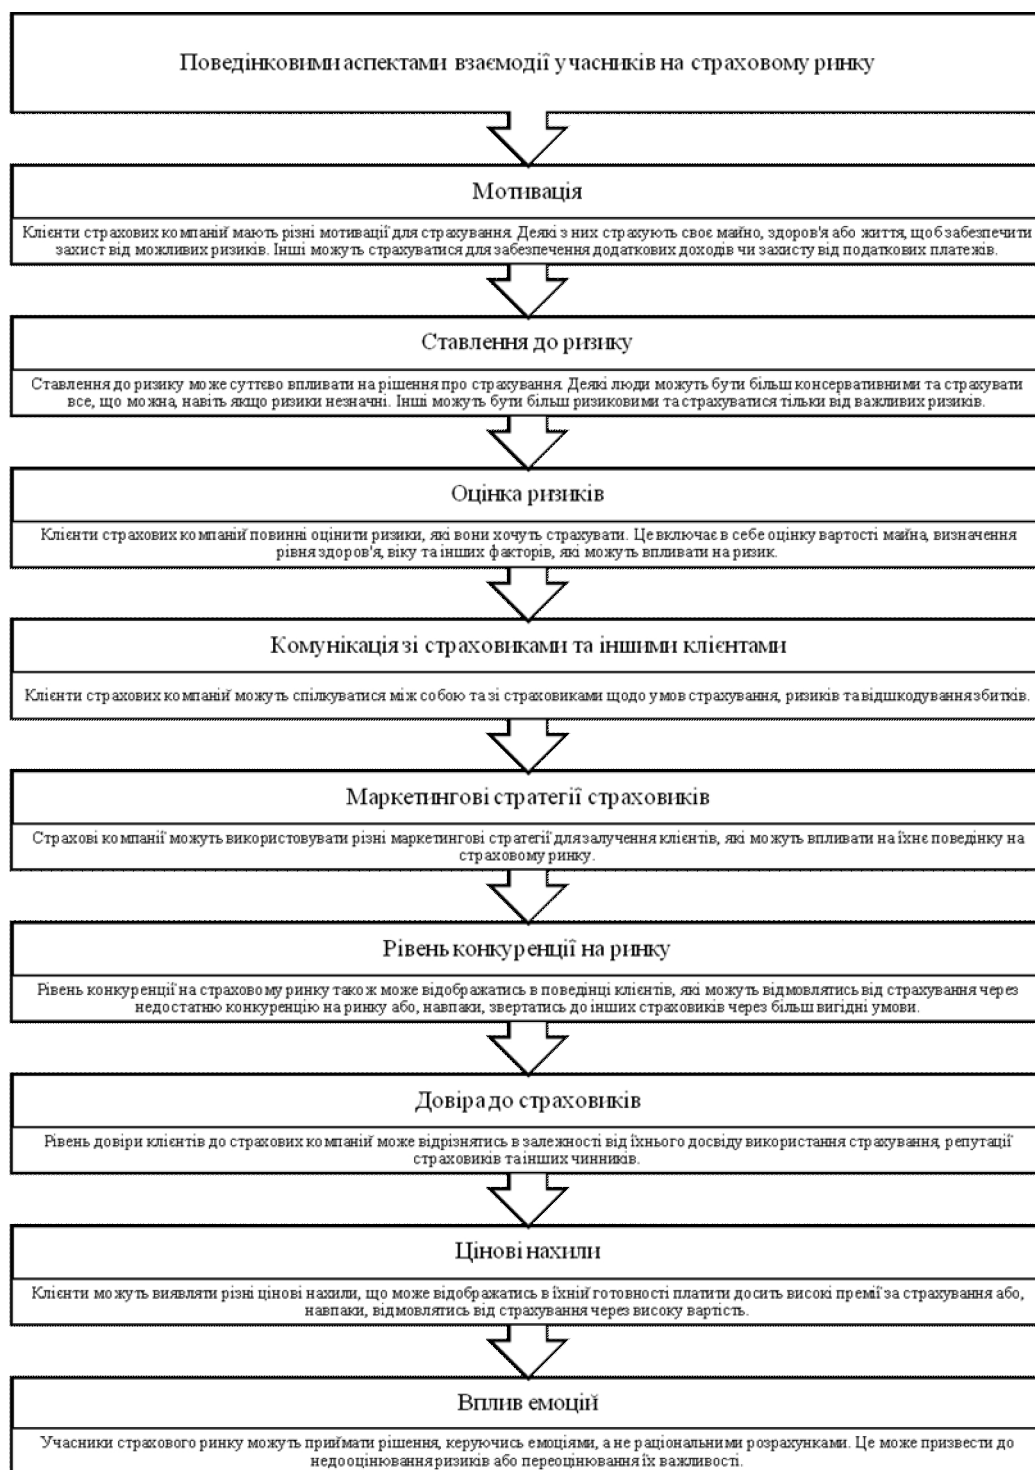 Поведінковими аспектами взаємодії учасників на страховому ринку
Мотивація
Клієнти страхових компаній мають різні мотивації для страхування. Деякі з них страхують своє майно, здоров'я або життя, щоб забезпечити
захист від можливих ризиків. Інші можуть страхуватися для забезпечення додаткових доходів чи захисту від податкових платежів.
Ставлення до ризику
Ставлення до ризику може суттєво впливати на рішення про страхування. Деякі люди можуть бути більш консервативними та страхувати
все, що можна, навіть якщо ризики незначні. Інші можуть бути більш ризиковими та страхуватися тільки від важливих ризиків.
Оцінка ризиків
Клієнти страхових компаній повинні оцінити ризики, які вони хочуть страхувати. Це включає в себе оцінку вартості майна, визначення
рівня здоров'я, віку та інших факторів, які можуть впливати на ризик.
Комунікація зі страховиками та іншими клієнтами
Клієнти страхових компаній можуть спілкуватися між собою та зі страховиками щодо умов страхування, ризиків та відшкодування збитків.
Маркетингові стратегії страховиків
Страхові компанії можуть використовувати різні маркетингові стратегії для залучення клієнтів, які можуть впливати на їхнє поведінку на
страховому ринку.
Рівень конкуренції на ринку
Рівень конкуренції на страховому ринку також може відображатись в поведінці клієнтів, які можуть відмовлятись від страхування через
недостатню конкуренцію на ринку або, навпаки, звертатись до інших страховиків через більш вигідні умови.
Довіра до страховиків
Рівень довіри клієнтів до страхових компаній може відрізнятись в залежності від їхнього досвіду використання страхування, репутації
страховиків та інших чинників.
Цінові нахили
Клієнти можуть виявляти різні цінові нахили, що може відображатись в їхній готовності платити досить високі премії за страхування або,
навпаки, відмовлятись від страхування через високу вартість.
Вплив емоцій
Учасники страхового ринку можуть приймати рішення, керуючись емоціями, а не раціональними розрахунками. Це може призвести до
недооцінювання ризиків або переоцінювання їх важливості.